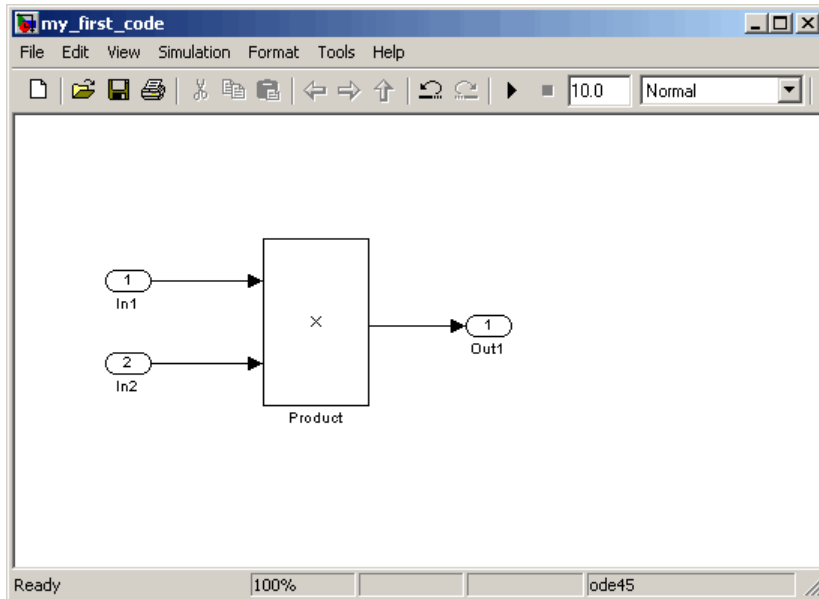 my_first_code
File Edit View Simulation Format Tools Help
10.0 Normal
1
In1
×
1
Out1
2
In2
Product
Ready 100% ode45